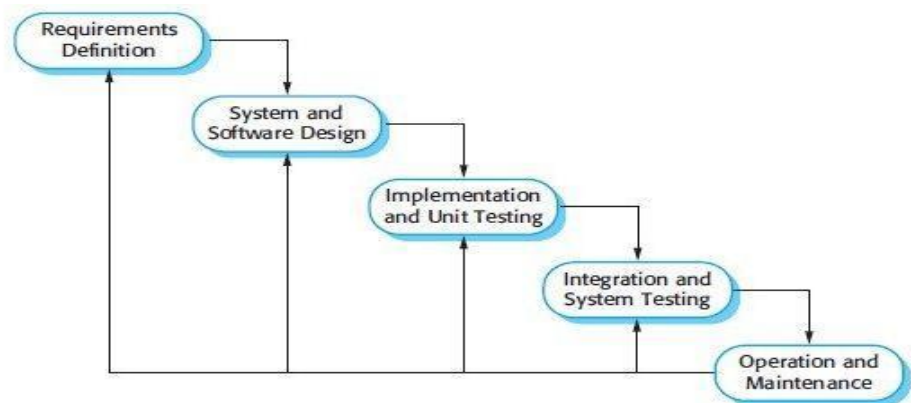 Requirements
Definition
System and
Software Design
Implementation
and Unit Testing
Integration and
System Testing
Operation and
Maintenance